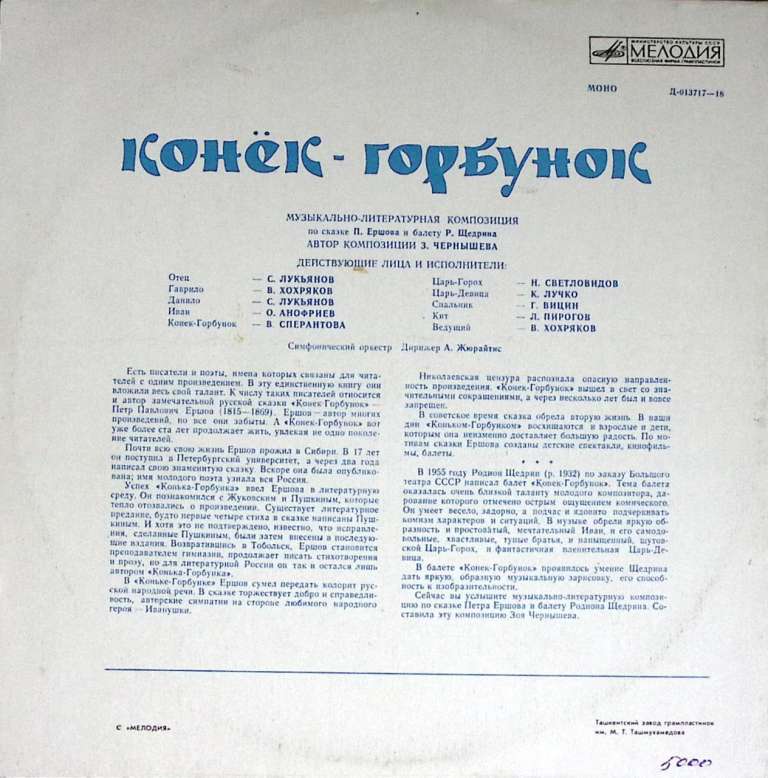 МИНИСТЕРСТВО КУЛЬТУРЫ СССР
МЕЛОДИЯ
ВСЕСОЮЗНАЯ ФИРМА ГРАМПЛАСТИНОК
МОНО Д-013717—18
КОНЁК - ГОРБУНОК
МУЗЫКАЛЬНО-ЛИТЕРАТУРНАЯ КОМПОЗИЦИЯ
по сказке П. Ершова и балету Р. Щедрина
АВТОР КОМПОЗИЦИИ З. ЧЕРНЫШЕВА
ДЕЙСТВУЮЩИЕ ЛИЦА И ИСПОЛНИТЕЛИ:
Отец — С. ЛУКЬЯНОВ
Гаврило — В. ХОХРЯКОВ
Данило — С. ЛУКЬЯНОВ
Иван — О. АНОФРИЕВ
Конек-Горбунок — В. СПЕРАНТОВА
Царь-Горох — Н. СВЕТЛОВИДОВ
Царь-Девица — К. ЛУЧКО
Спальник — Г. ВИЦИН
Кит — Л. ПИРОГОВ
Ведущий — В. ХОХРЯКОВ
Симфонический оркестр Дирижер А. Жюрайтис
Есть писатели и поэты, имена которых связаны для чита-
телей с одним произведением. В эту единственную книгу они
вложили весь свой талант. К числу таких писателей относится
и автор замечательной русской сказки «Конек-Горбунок» —
Петр Павлович Ершов (1815—1869). Ершов — автор многих
произведений, но все они забыты. А «Конек-Горбунок» вот
уже более ста лет продолжает жить, увлекая не одно поколе-
ние читателей.
Почти всю свою жизнь Ершов прожил в Сибири. В 17 лет
он поступил в Петербургский университет, а через два года
написал свою знаменитую сказку. Вскоре она была опублико-
вана; имя молодого поэта узнала вся Россия.
Успех «Конька-Горбунка» ввел Ершова в литературную
среду. Он познакомился с Жуковским и Пушкиным, которые
тепло отозвались о произведении. Существует литературное
предание, будто первые четыре стиха в сказке написаны Пуш-
киным. И хотя это не подтверждено, известно, что исправле-
ния, сделанные Пушкиным, были затем внесены в последую-
щие издания. Возвратившись в Тобольск, Ершов становится
преподавателем гимназии, продолжает писать стихотворения
и прозу, но для литературной России он так и остался лишь
автором «Конька-Горбунка».
В «Коньке-Горбунке» Ершов сумел передать колорит рус-
ской народной речи. В сказке торжествует добро и справедли-
вость, авторские симпатии на стороне любимого народного
героя — Иванушки.
Николаевская цензура распознала опасную направлен-
ность произведения. «Конек-Горбунок» вышел в свет со зна-
чительными сокращениями, а через несколько лет был и вовсе
запрещен.
В советское время сказка обрела вторую жизнь. В наши
дни «Коньком-Горбунком» восхищаются и взрослые и дети,
которым она неизменно доставляет большую радость. По мо-
тивам сказки Ершова созданы детские спектакли, кинофиль-
мы, балеты.
* * *
В 1955 году Родион Щедрин (р. 1932) по заказу Большого
театра СССР написал балет «Конек-Горбунок». Тема балета
оказалась очень близкой таланту молодого композитора, да-
рование которого отмечено острым ощущением комического.
Он умеет весело, задорно, а подчас и ядовито подчеркивать
комизм характеров и ситуаций. В музыке обрели яркую об-
разность и простоватый, мечтательный Иван, и его самодо-
вольные, хвастливые, тупые братья, и напыщенный, шутов-
ской Царь-Горох, и фантастичная пленительная Царь-Де-
вица.
В балете «Конек-Горбунок» проявилось умение Щедрина
дать яркую, образную музыкальную зарисовку, его способ-
ность к изобразительности.
Сейчас вы услышите музыкально-литературную компози-
цию по сказке Петра Ершова и балету Родиона Щедрина. Со-
ставила эту композицию Зоя Чернышева.
С «МЕЛОДИЯ»
Ташкентский завод грампластинок
им. М. Т. Ташмухамедова
5000